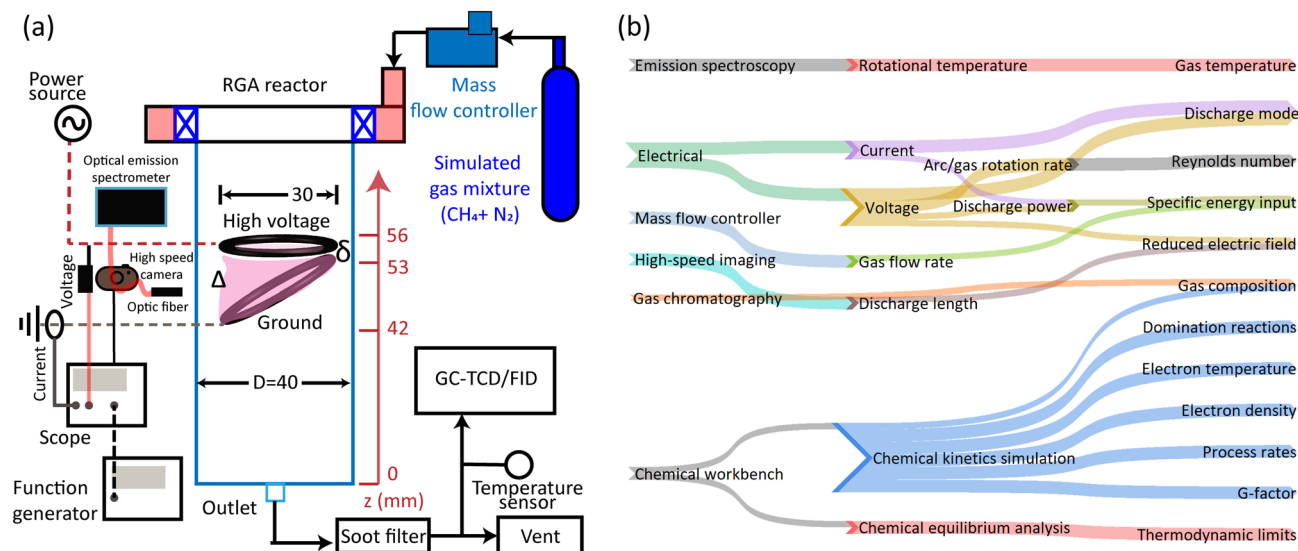 (a)
Power
source
RGA reactor
Mass
flow controller
Simulated
gas mixture
(CH₄+ N₂)
Optical emission
spectrometer
30
High voltage
δ
Δ
56
53
42
0
z (mm)
High speed
camera
Optic fiber
Voltage
Current
Ground
D=40
Scope
Function
generator
Outlet
GC-TCD/FID
Temperature
sensor
Soot filter
Vent
(b)
Emission spectroscopy
Rotational temperature
Gas temperature
Discharge mode
Electrical
Current
Arc/gas rotation rate
Reynolds number
Voltage
Discharge power
Specific energy input
Mass flow controller
Reduced electric field
High-speed imaging
Gas flow rate
Gas composition
Gas chromatography
Discharge length
Domination reactions
Electron temperature
Electron density
Chemical workbench
Chemical kinetics simulation
Process rates
G-factor
Chemical equilibrium analysis
Thermodynamic limits